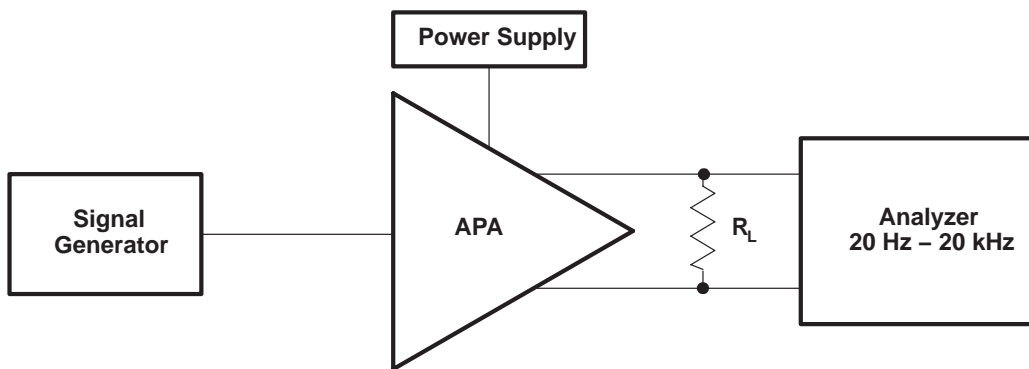 Power Supply
Signal
Generator
APA
RL
Analyzer
20 Hz – 20 kHz